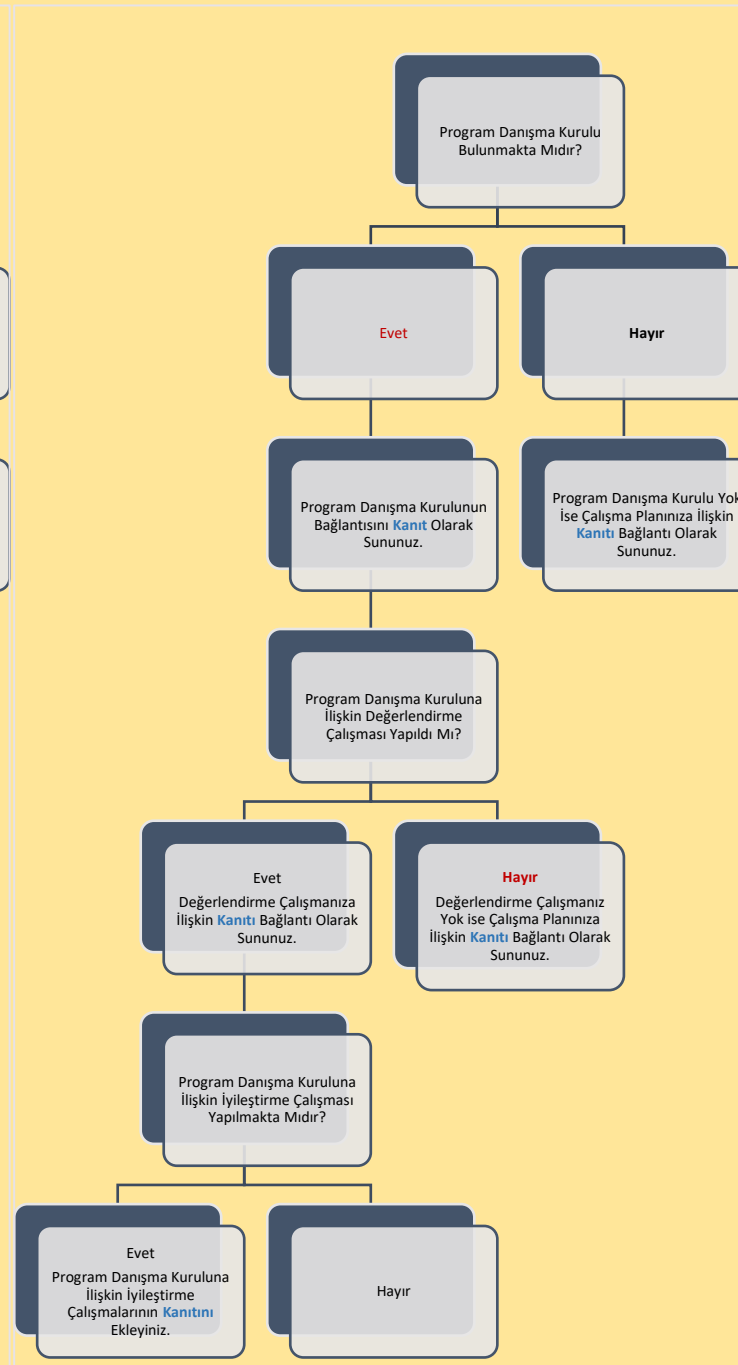 Program Danışma Kurulu
Bulunmakta Mıdır?
Evet
Hayır
Program Danışma Kurulunun
Bağlantısını Kanıt Olarak
Sununuz.
Program Danışma Kurulu Yok
İse Çalışma Planınıza İlişkin
Kanıtı Bağlantı Olarak
Sununuz.
Program Danışma Kuruluna
İlişkin Değerlendirme
Çalışması Yapıldı Mı?
Evet
Değerlendirme Çalışmanıza
İlişkin Kanıtı Bağlantı Olarak
Sununuz.
Hayır
Değerlendirme Çalışmanız
Yok ise Çalışma Planınıza
İlişkin Kanıtı Bağlantı Olarak
Sununuz.
Program Danışma Kuruluna
İlişkin İyileştirme Çalışması
Yapılmakta Mıdır?
Evet
Program Danışma Kuruluna
İlişkin İyileştirme
Çalışmalarının Kanıtını
Ekleyiniz.
Hayır